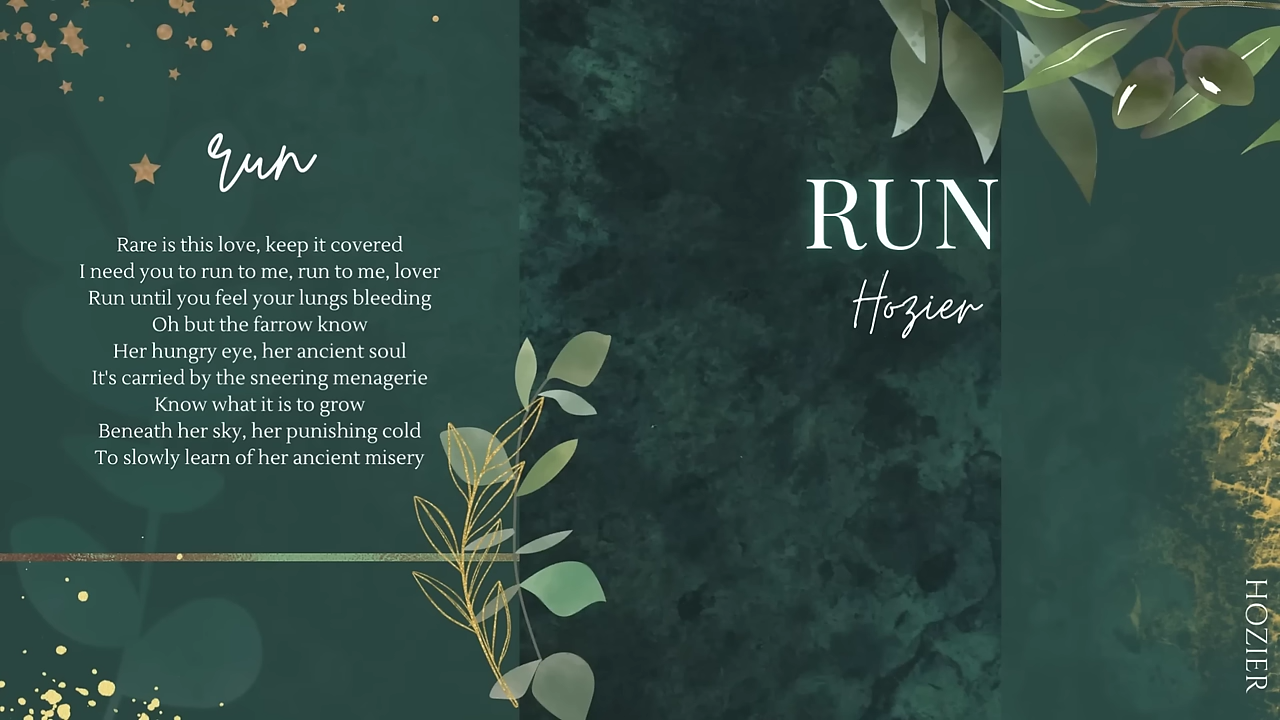 run
Rare is this love, keep it covered
I need you to run to me, run to me, lover
Run until you feel your lungs bleeding
Oh but the farrow know
Her hungry eye, her ancient soul
It's carried by the sneering menagerie
Know what it is to grow
Beneath her sky, her punishing cold
To slowly learn of her ancient misery
RUN
Hozier
HOZIER